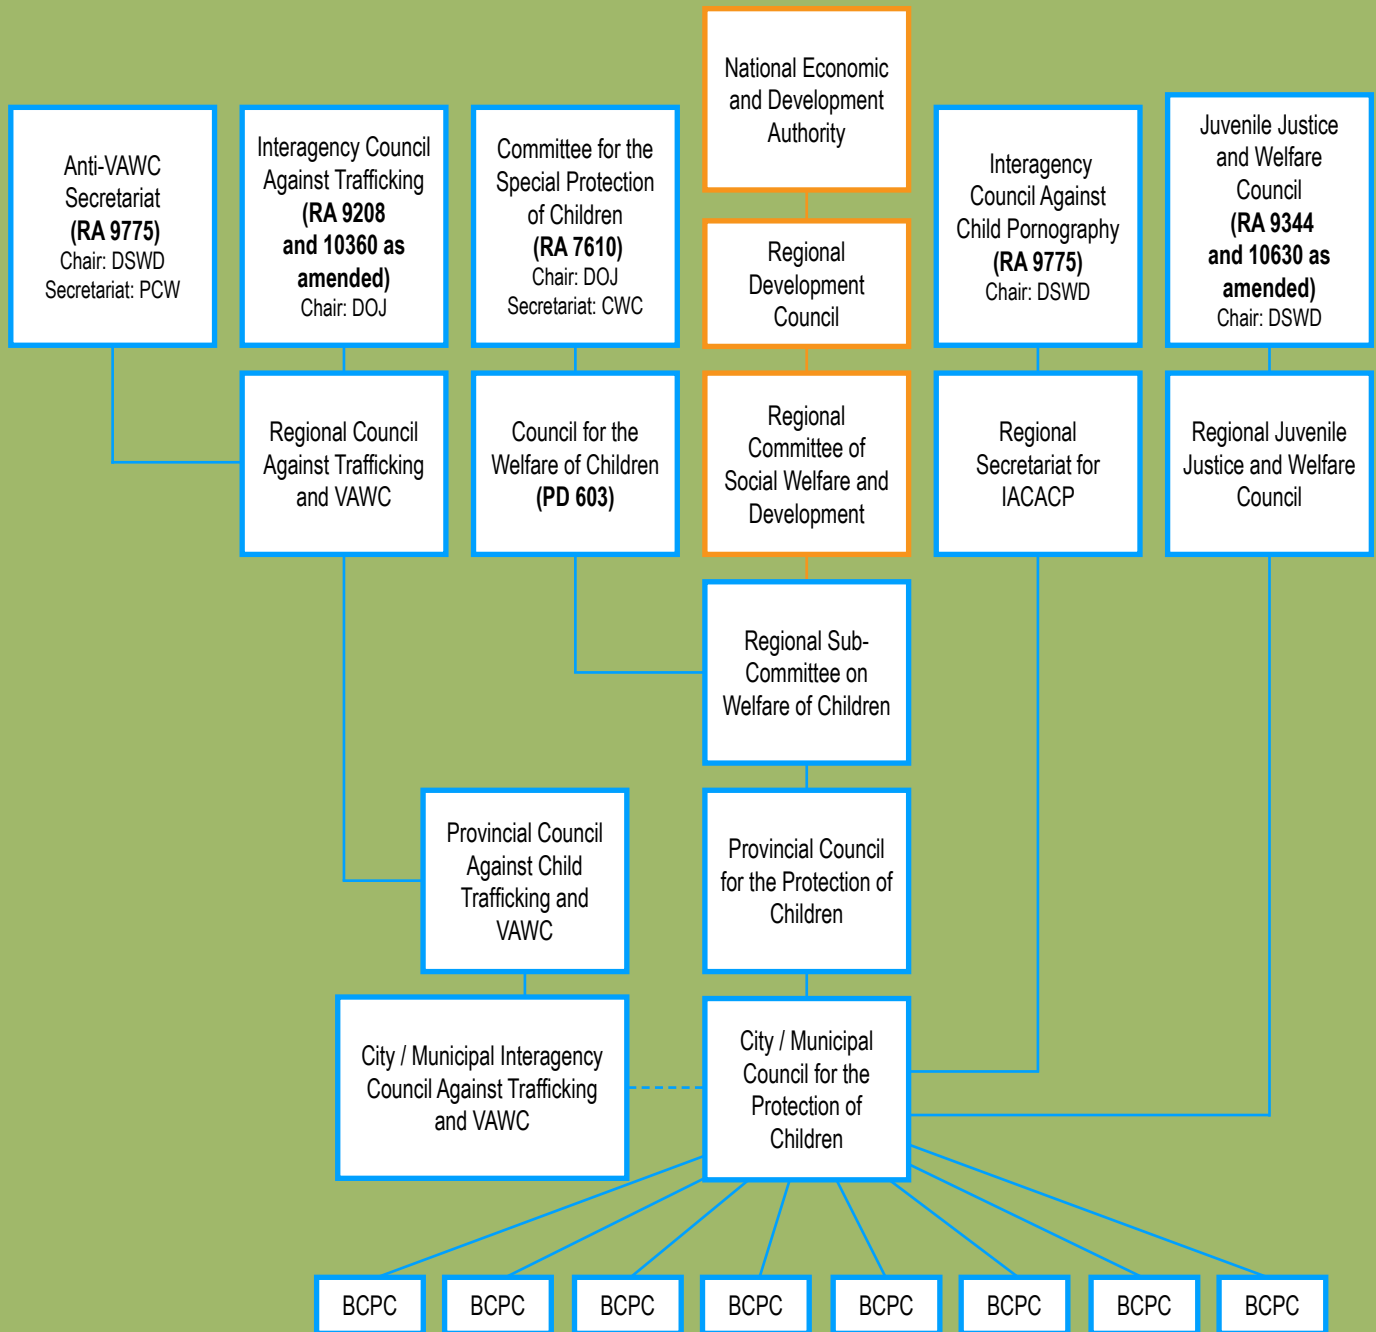 National Economic
and Development
Authority
Anti-VAWC
Secretariat
(RA 9775)
Chair: DSWD
Secretariat: PCW
Interagency Council
Against Trafficking
(RA 9208
and 10360 as
amended)
Chair: DOJ
Committee for the
Special Protection
of Children
(RA 7610)
Chair: DOJ
Secretariat: CWC
Regional
Development
Council
Interagency
Council Against
Child Pornography
(RA 9775)
Chair: DSWD
Juvenile Justice
and Welfare
Council
(RA 9344
and 10630 as
amended)
Chair: DSWD
Regional Council
Against Trafficking
and VAWC
Council for the
Welfare of Children
(PD 603)
Regional
Committee of
Social Welfare and
Development
Regional
Secretariat for
IACACP
Regional Juvenile
Justice and Welfare
Council
Regional Sub-
Committee on
Welfare of Children
Provincial Council
Against Child
Trafficking and
VAWC
Provincial Council
for the Protection of
Children
City / Municipal Interagency
Council Against Trafficking
and VAWC
City / Municipal
Council for the
Protection of
Children
BCPC
BCPC
BCPC
BCPC
BCPC
BCPC
BCPC
BCPC